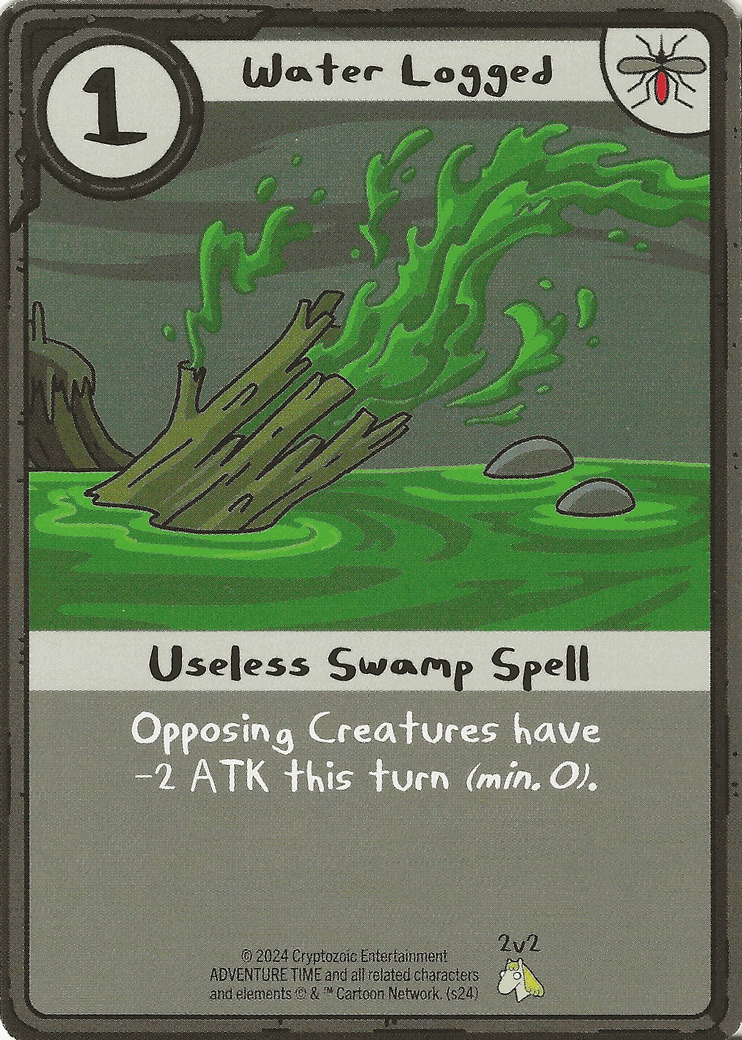 1
Water Logged
Useless Swamp Spell
Opposing Creatures have
-2 ATK this turn (min. 0).
2v2
© 2024 Cryptozoic Entertainment
ADVENTURE TIME and all related characters
and elements © & ™ Cartoon Network. (s24)